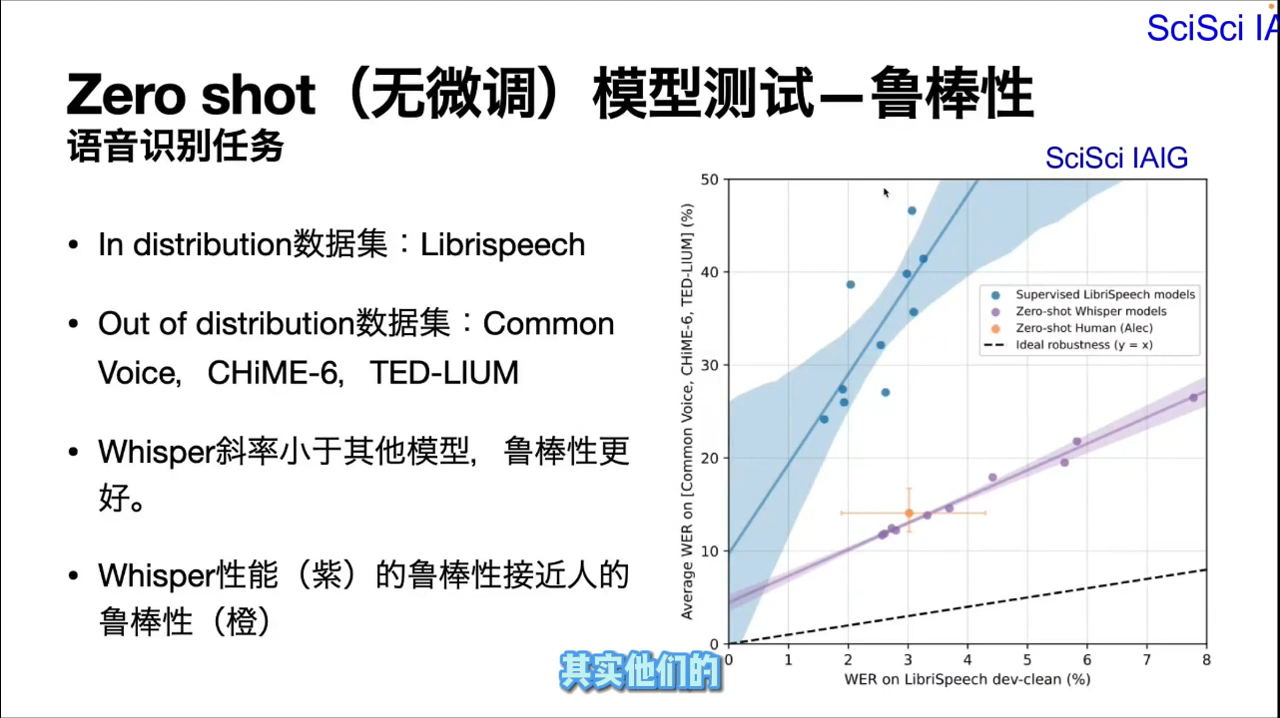 SciSci IA
Zero shot（无微调）模型测试—鲁棒性
语音识别任务
SciSci IAIG
• In distribution数据集：Librispeech
• Out of distribution数据集：Common
Voice, CHiME-6, TED-LIUM
• Whisper斜率小于其他模型，鲁棒性更
好。
• Whisper性能（紫）的鲁棒性接近人的
鲁棒性（橙）
Average WER on [Common Voice, CHiME-6, TED-LIUM] (%)
50
40
30
20
10
0
Supervised LibriSpeech models
Zero-shot Whisper models
Zero-shot Human (Alec)
Ideal robustness (y = x)
0 1 2 3 4 5 6 7 8
WER on LibriSpeech dev-clean (%)
其实他们的